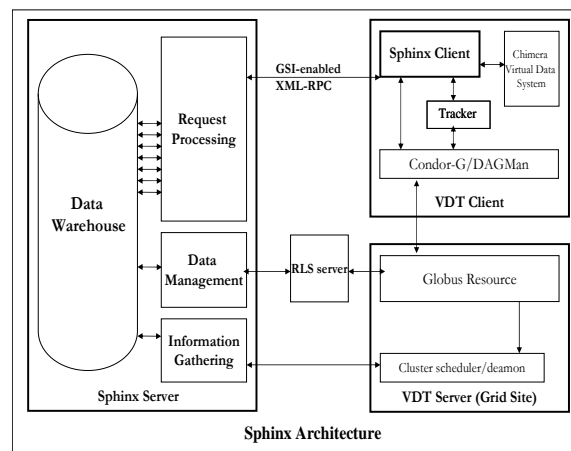 Data
Warehouse
Request
Processing
Data
Management
Information
Gathering
Sphinx Server
GSI-enabled
XML-RPC
RLS server
Sphinx Client
Chimera
Virtual Data
System
Tracker
Condor-G/DAGMan
VDT Client
Globus Resource
Cluster scheduler/deamon
VDT Server (Grid Site)
Sphinx Architecture